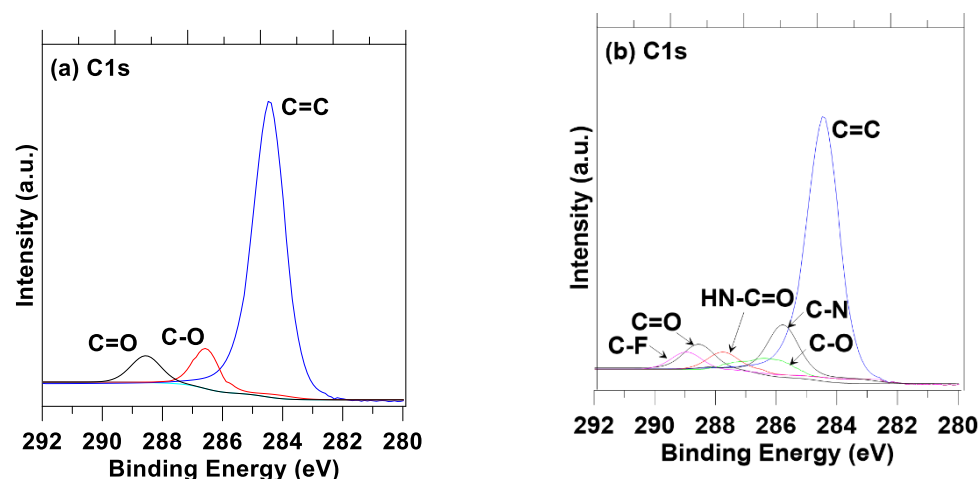 (a) C1s
C=C
C=O
C-O
Intensity (a.u.)
292 290 288 286 284 282 280
Binding Energy (eV)
(b) C1s
C=C
HN-C=O
C-N
C=O
C-F
C-O
Intensity (a.u.)
292 290 288 286 284 282 280
Binding Energy (eV)